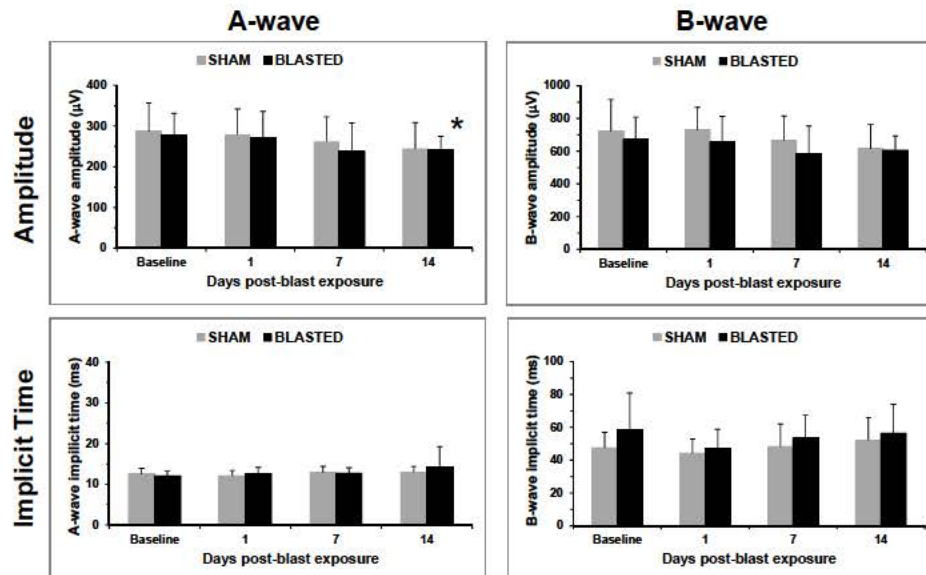 A-wave
B-wave
Amplitude
SHAM BLASTED
A-wave amplitude (µV)
400
300
200
100
0
*
Baseline 1 7 14
Days post-blast exposure
SHAM BLASTED
B-wave amplitude (µV)
1000
800
600
400
200
0
Baseline 1 7 14
Days post-blast exposure
Implicit Time
SHAM BLASTED
A-wave impilicit time (ms)
40
30
20
10
0
Baseline 1 7 14
Days post-blast exposure
SHAM BLASTED
B-wave implicit time (ms)
100
80
60
40
20
0
Baseline 1 7 14
Days post-blast exposure